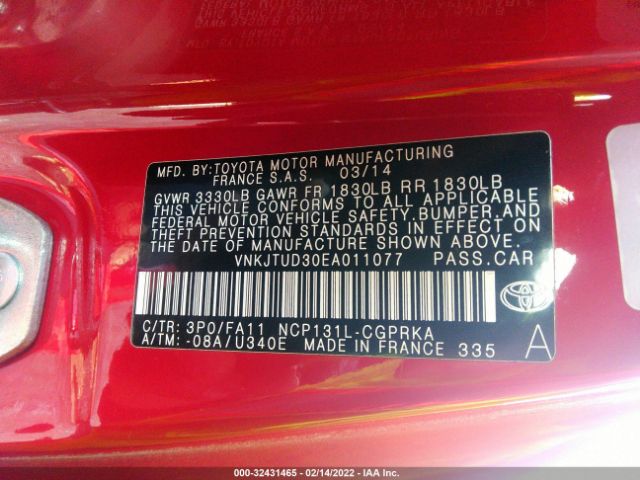 MFD. BY:TOYOTA MOTOR MANUFACTURING
FRANCE S.A.S. 03/14
GVWR 3330LB GAWR FR 1830LB RR 1830LB
THIS VEHICLE CONFORMS TO ALL APPLICABLE
FEDERAL MOTOR VEHICLE SAFETY, BUMPER, AND
THEFT PREVENTION STANDARDS IN EFFECT ON
THE DATE OF MANUFACTURE SHOWN ABOVE.
VNKJTUD30EA011077 PASS.CAR
C/TR: 3P0/FA11 NCP131L-CGPRKA
A/TM: -08A/U340E MADE IN FRANCE 335 A
000-32431465 - 02/14/2022 - IAA Inc.